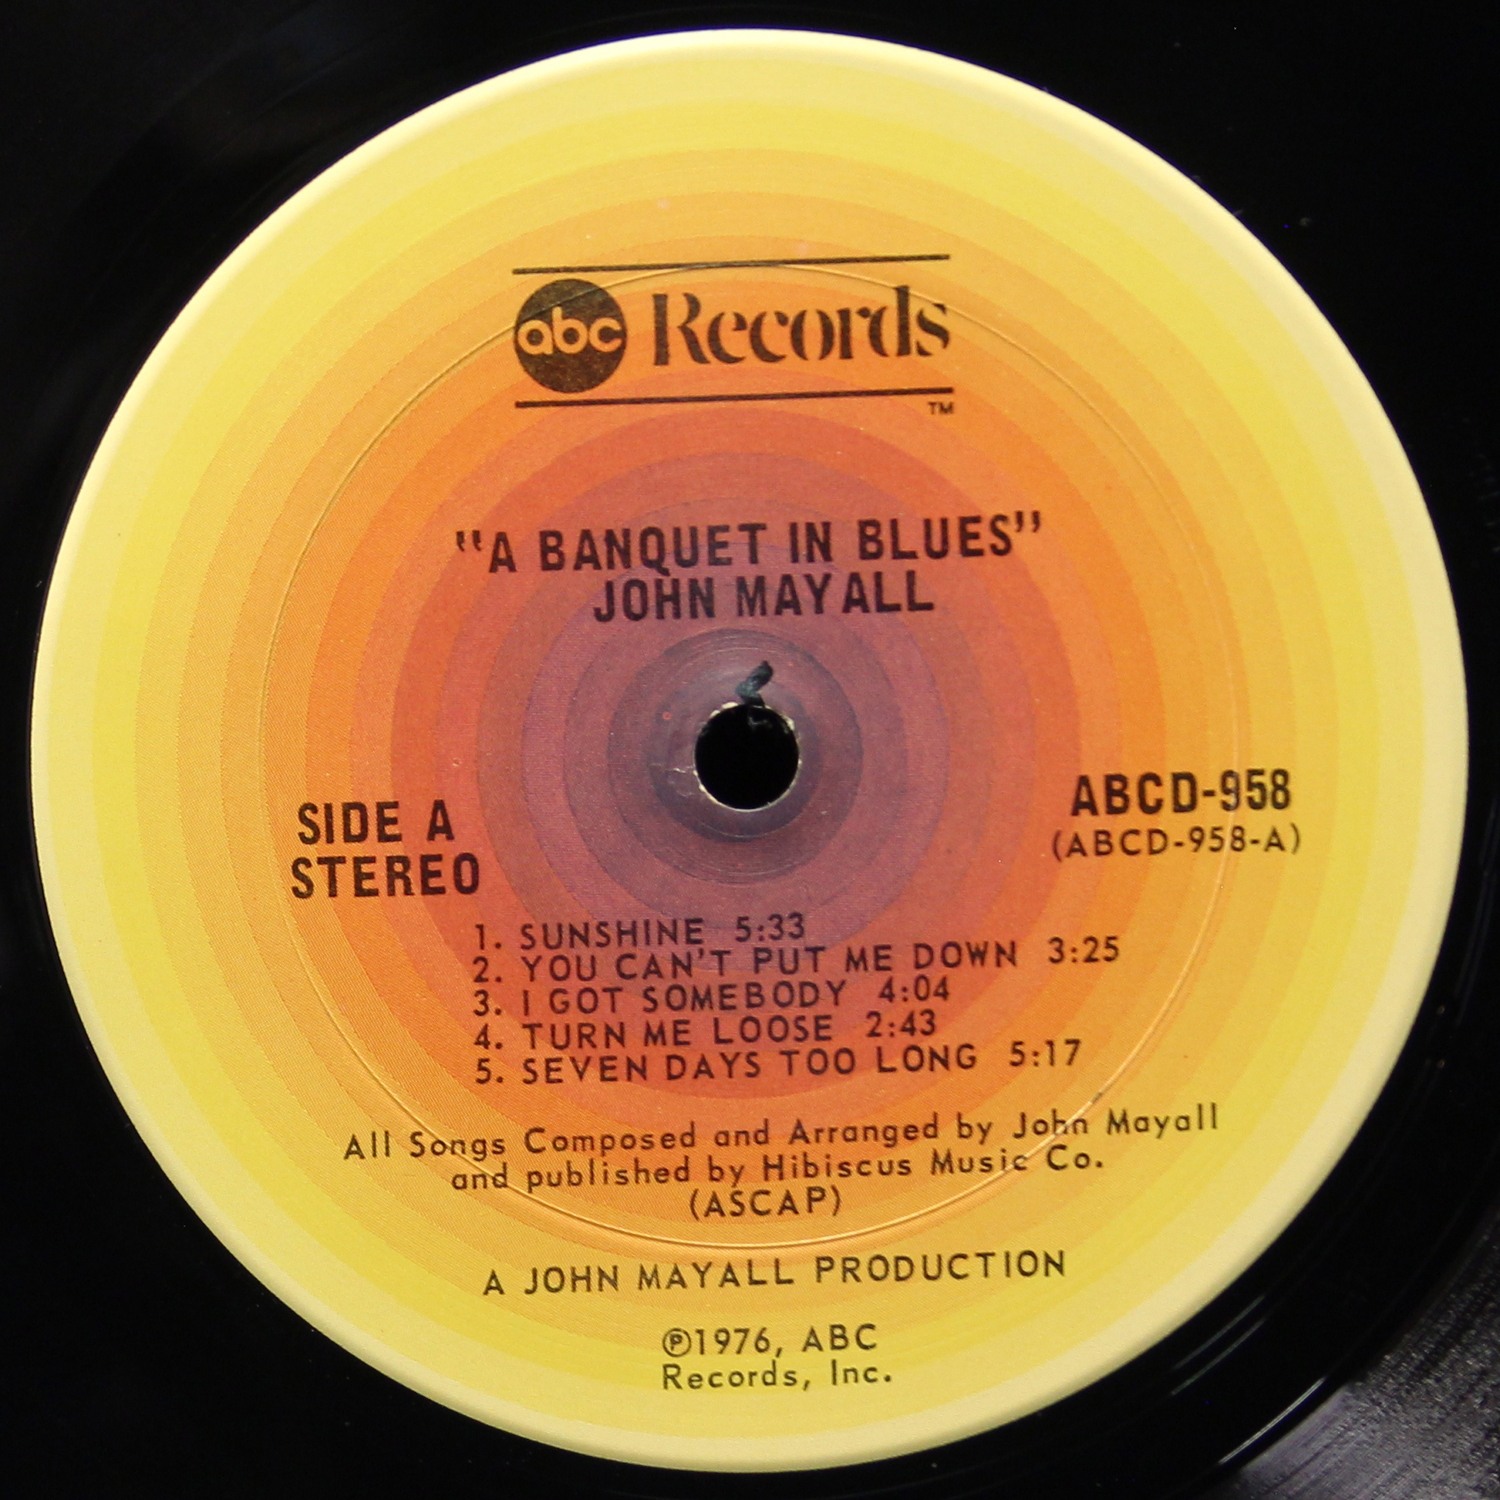 abc Records
TM
"A BANQUET IN BLUES"
JOHN MAYALL
SIDE A
STEREO
ABCD-958
(ABCD-958-A)
1. SUNSHINE 5:33
2. YOU CAN'T PUT ME DOWN 3:25
3. I GOT SOMEBODY 4:04
4. TURN ME LOOSE 2:43
5. SEVEN DAYS TOO LONG 5:17
All Songs Composed and Arranged by John Mayall
and published by Hibiscus Music Co.
(ASCAP)
A JOHN MAYALL PRODUCTION
℗1976, ABC
Records, Inc.